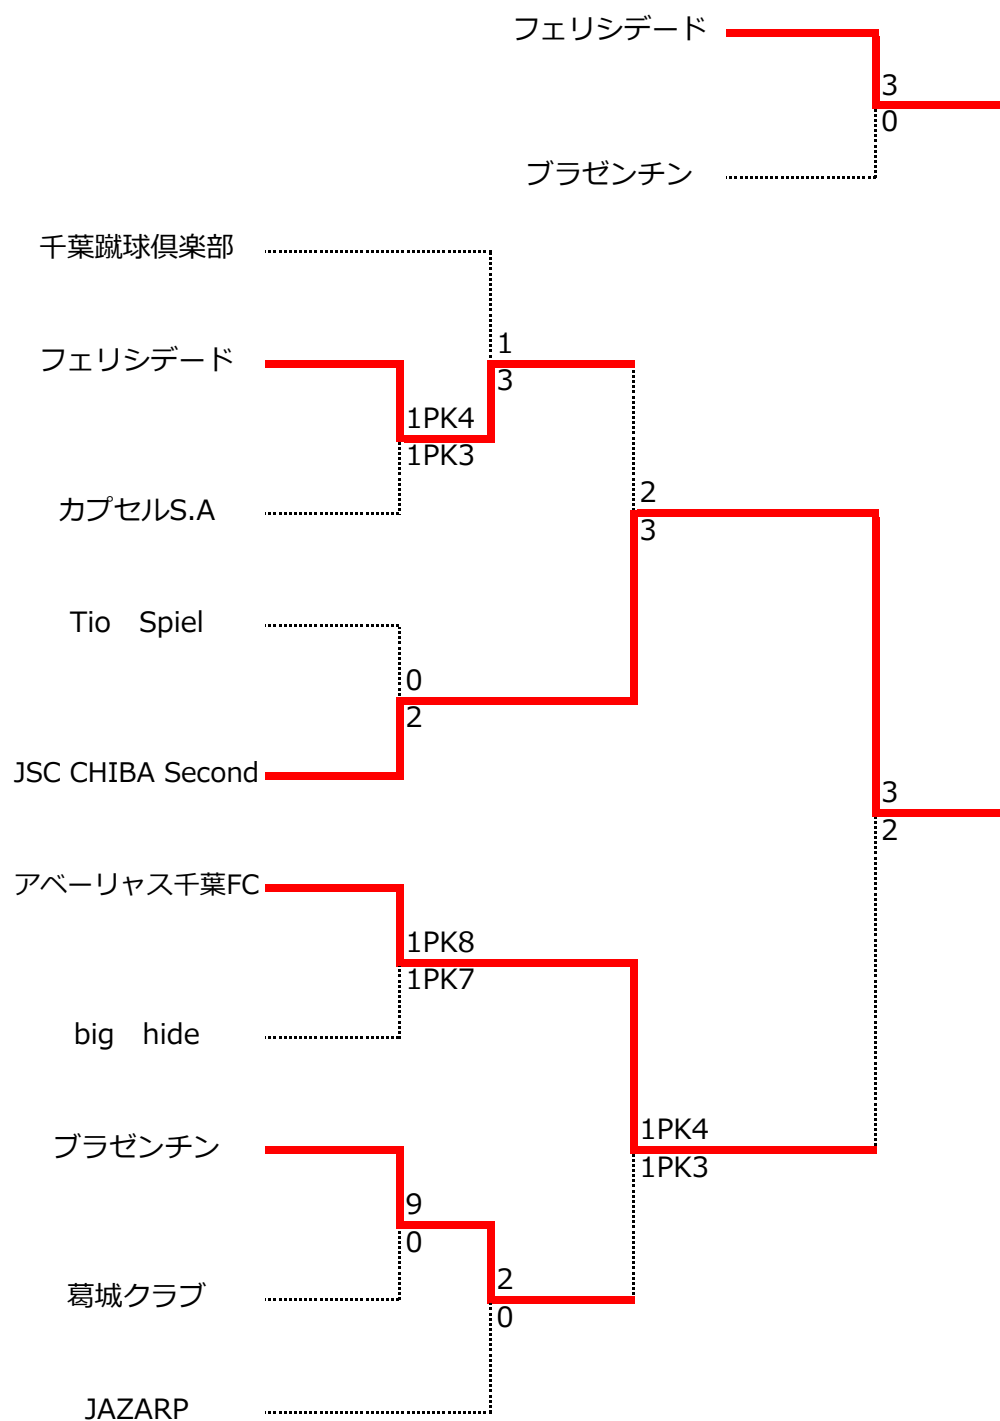 フェリシデード
3
0
ブラゼンチン
千葉蹴球倶楽部
1
フェリシデード
3
1PK4
1PK3
カプセルS.A
2
3
Tio　Spiel
0
2
JSC CHIBA Second
3
2
アベーリャス千葉FC
1PK8
1PK7
big　hide
1PK4
ブラゼンチン
1PK3
9
0
2
葛城クラブ
0
JAZARP